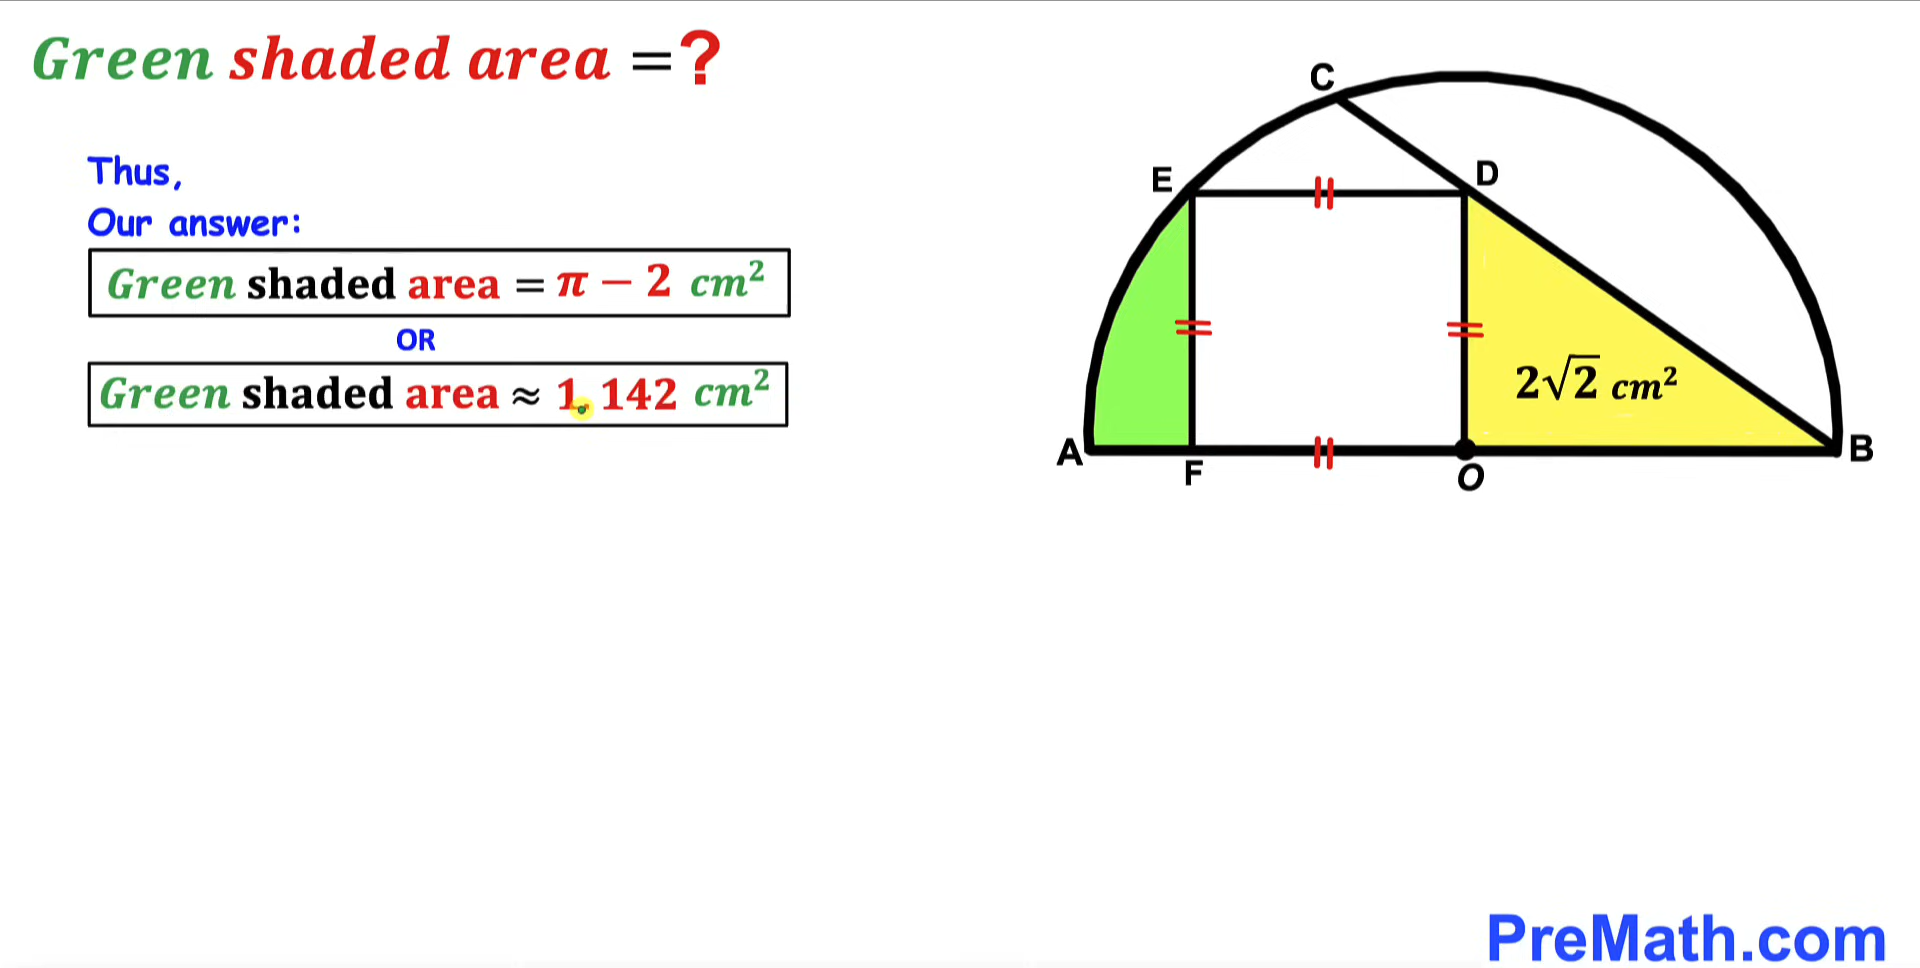 Green shaded area =?
Thus,
Our answer:
Green shaded area = π − 2 cm²
OR
Green shaded area ≈ 1.142 cm²
C
E
D
2√2 cm²
A
F
O
B
PreMath.com